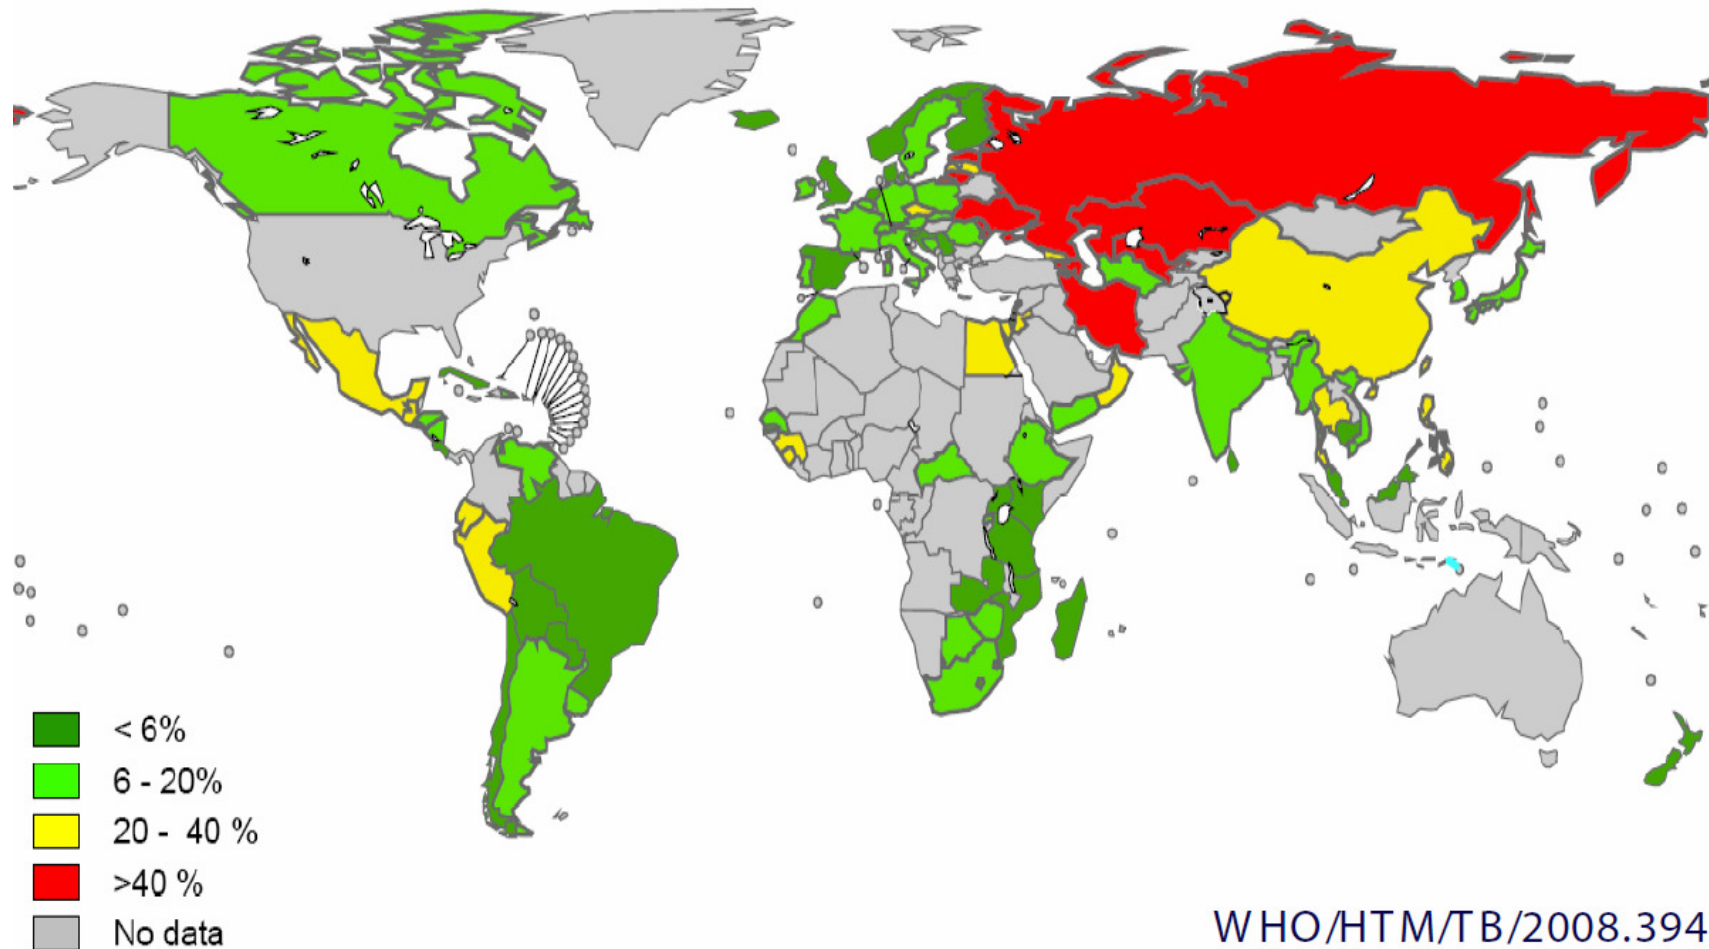 < 6%
6 - 20%
20 - 40 %
>40 %
No data
WHO/HTM/TB/2008.394